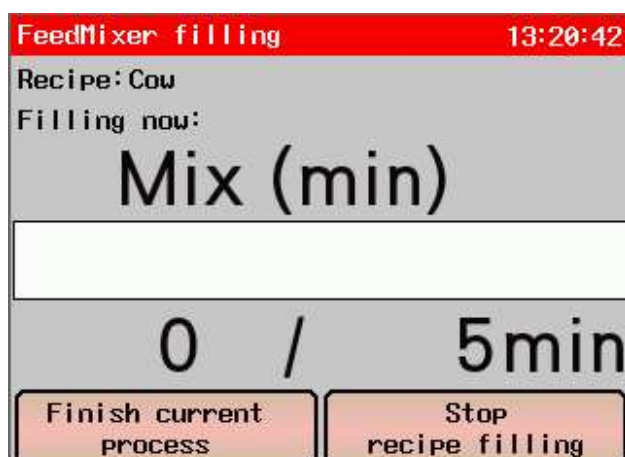 FeedMixer filling 13:20:42
Recipe:Cow
Filling now:
Mix (min)
0 / 5min
Finish current process
Stop recipe filling